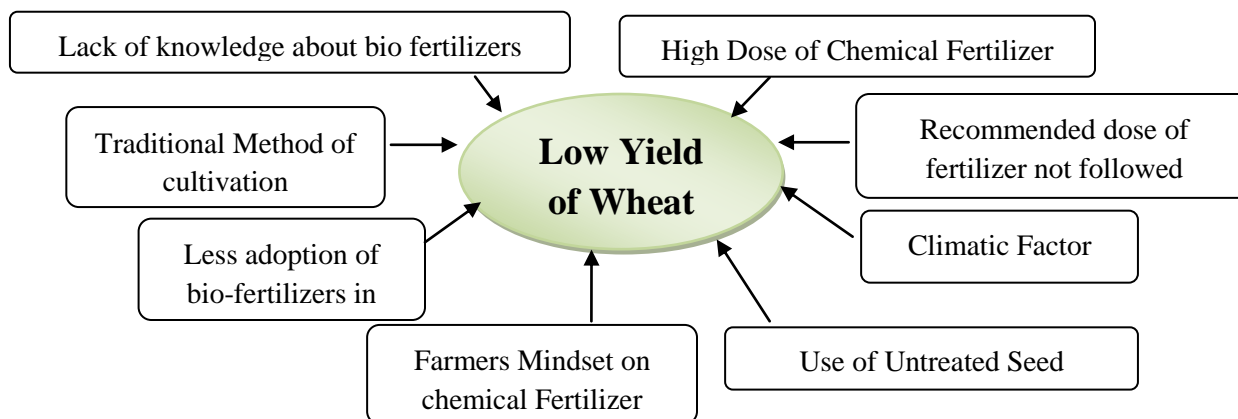 Lack of knowledge about bio fertilizers
High Dose of Chemical Fertilizer
Traditional Method of
cultivation
Low Yield
of Wheat
Recommended dose of
fertilizer not followed
Less adoption of
bio-fertilizers in
Climatic Factor
Farmers Mindset on
chemical Fertilizer
Use of Untreated Seed